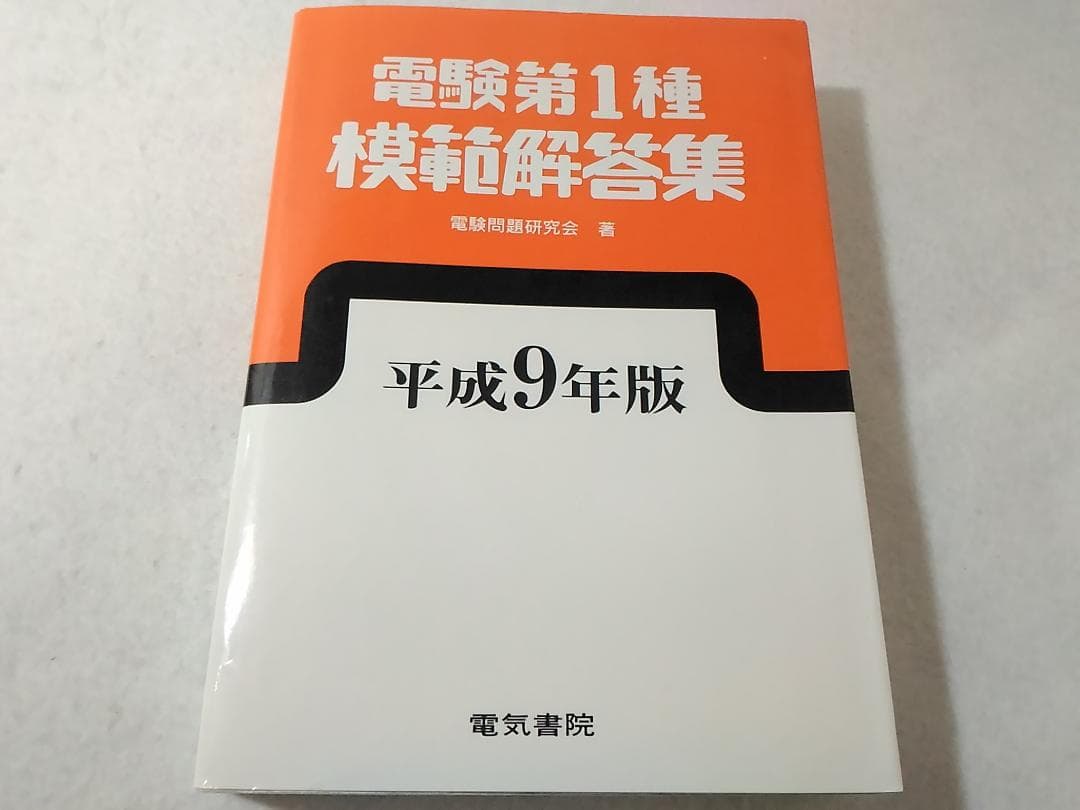 電験第1種
模範解答集
電験問題研究会 著
平成9年版
電気書院